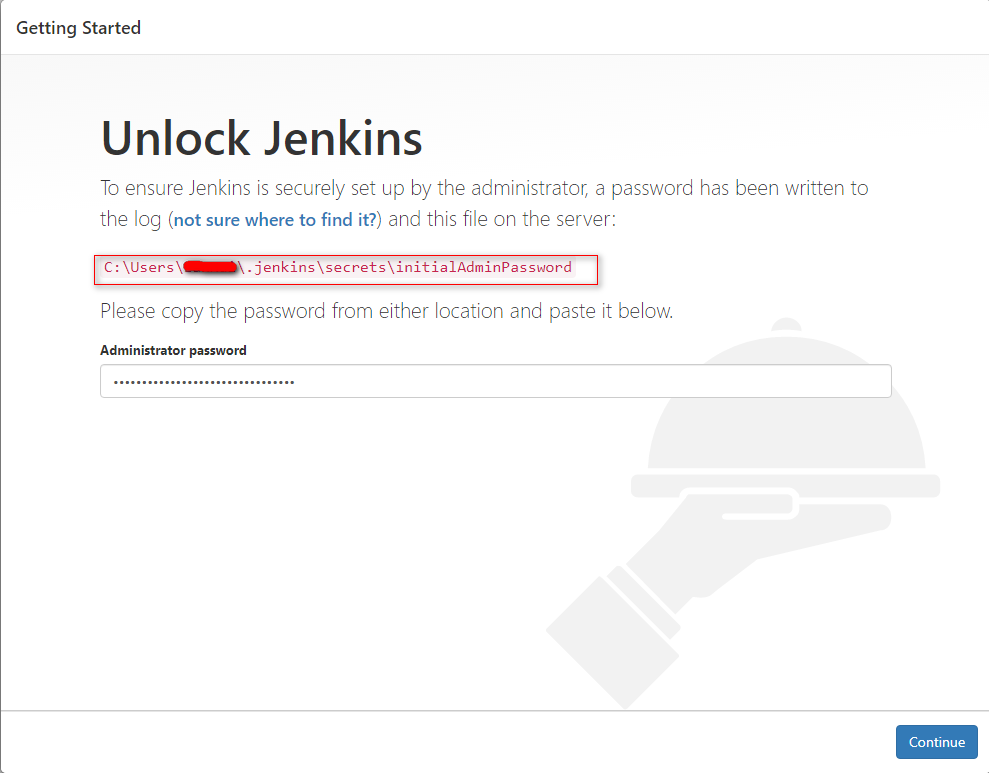 Getting Started
Unlock Jenkins
To ensure Jenkins is securely set up by the administrator, a password has been written to
the log (not sure where to find it?) and this file on the server:
C:\Users\ \.jenkins\secrets\initialAdminPassword
Please copy the password from either location and paste it below.
Administrator password
••••••••••••••••••••••••••••••••
Continue